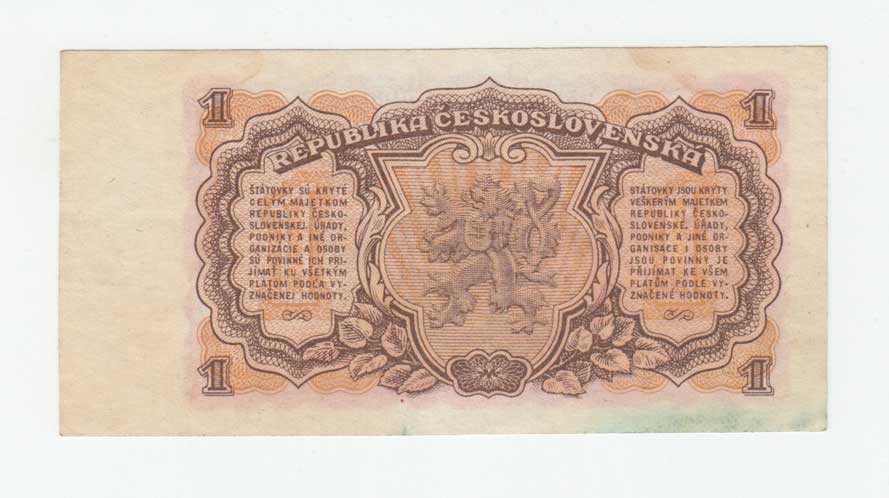 1
1
REPUBLIKA ČESKOSLOVENSKÁ
ŠTÁTOVKY SÚ KRYTÉ
CELÝM MAJETKOM
REPUBLIKY ČESKO-
SLOVENSKEJ. ÚRADY,
PODNIKY A INÉ OR-
GANIZÁCIE A OSOBY
SÚ POVINNÉ ICH PRI-
JÍMAŤ KU VŠETKÝM
PLATOM PODĽA VY-
ZNAČENEJ HODNOTY.
STÁTOVKY JSOU KRYTY
VEŠKERÝM MAJETKEM
REPUBLIKY ČESKO-
SLOVENSKÉ. ÚŘADY,
PODNIKY A JINÉ OR-
GANISACE I OSOBY
JSOU POVINNY JE
PŘIJÍMAT KE VŠEM
PLATŮM PODLE VY-
ZNAČENÉ HODNOTY.
1
1